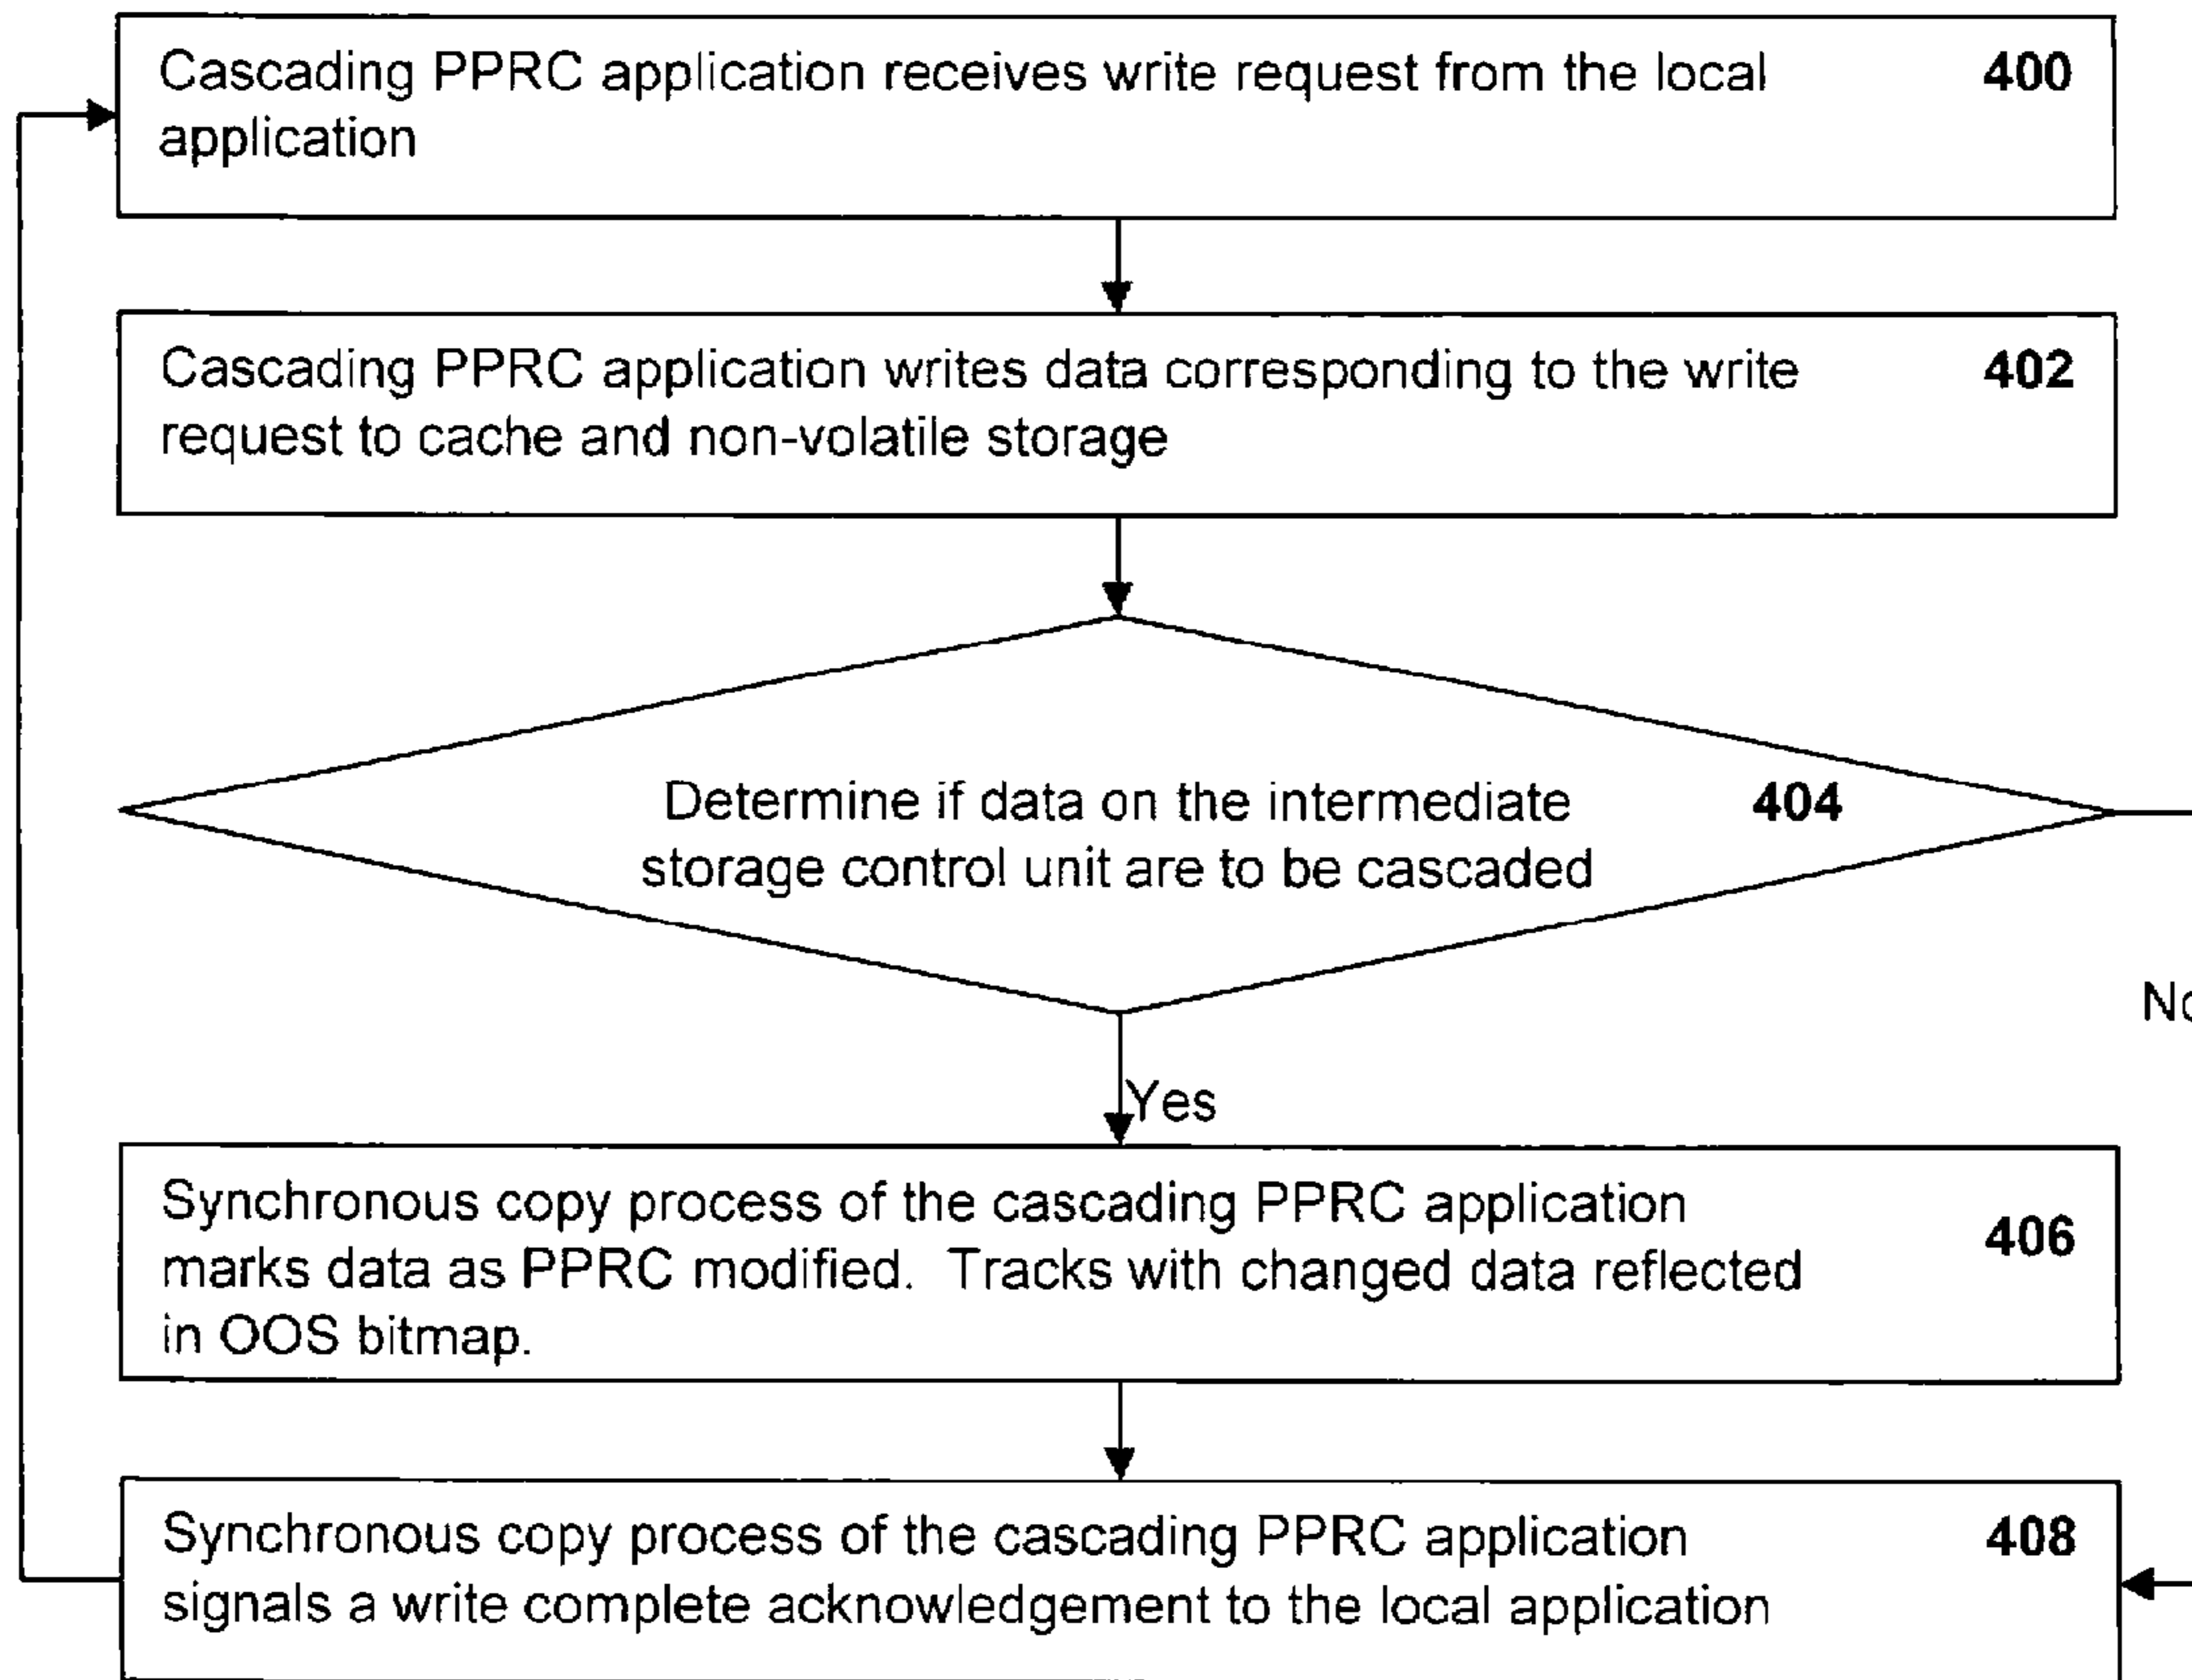 Cascading PPRC application receives write request from the local 400
application
Cascading PPRC application writes data corresponding to the write 402
request to cache and non-volatile storage
Determine if data on the intermediate 404
storage control unit are to be cascaded
No
Yes
Synchronous copy process of the cascading PPRC application
marks data as PPRC modified. Tracks with changed data reflected 406
in OOS bitmap.
Synchronous copy process of the cascading PPRC application 408
signals a write complete acknowledgement to the local application